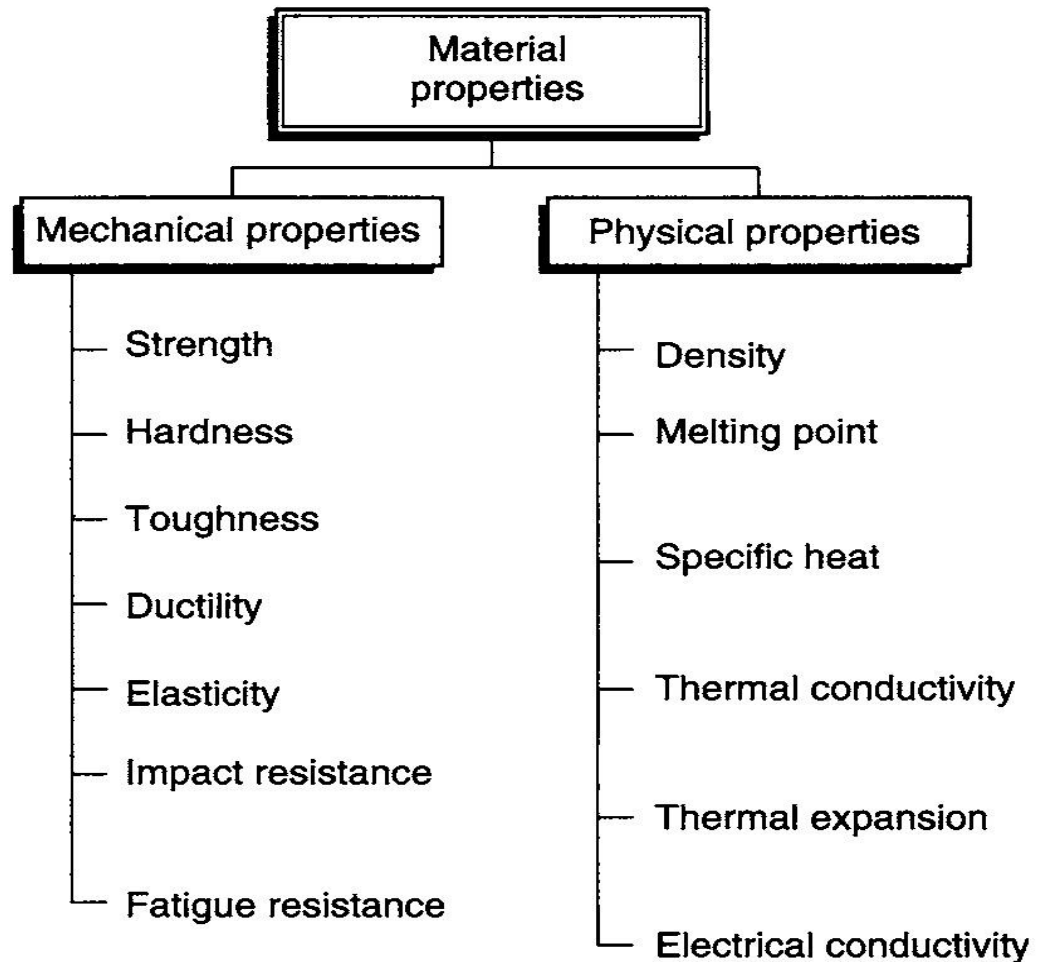 Material
properties
Mechanical properties
Strength
Hardness
Toughness
Ductility
Elasticity
Impact resistance
Fatigue resistance
Physical properties
Density
Melting point
Specific heat
Thermal conductivity
Thermal expansion
Electrical conductivity